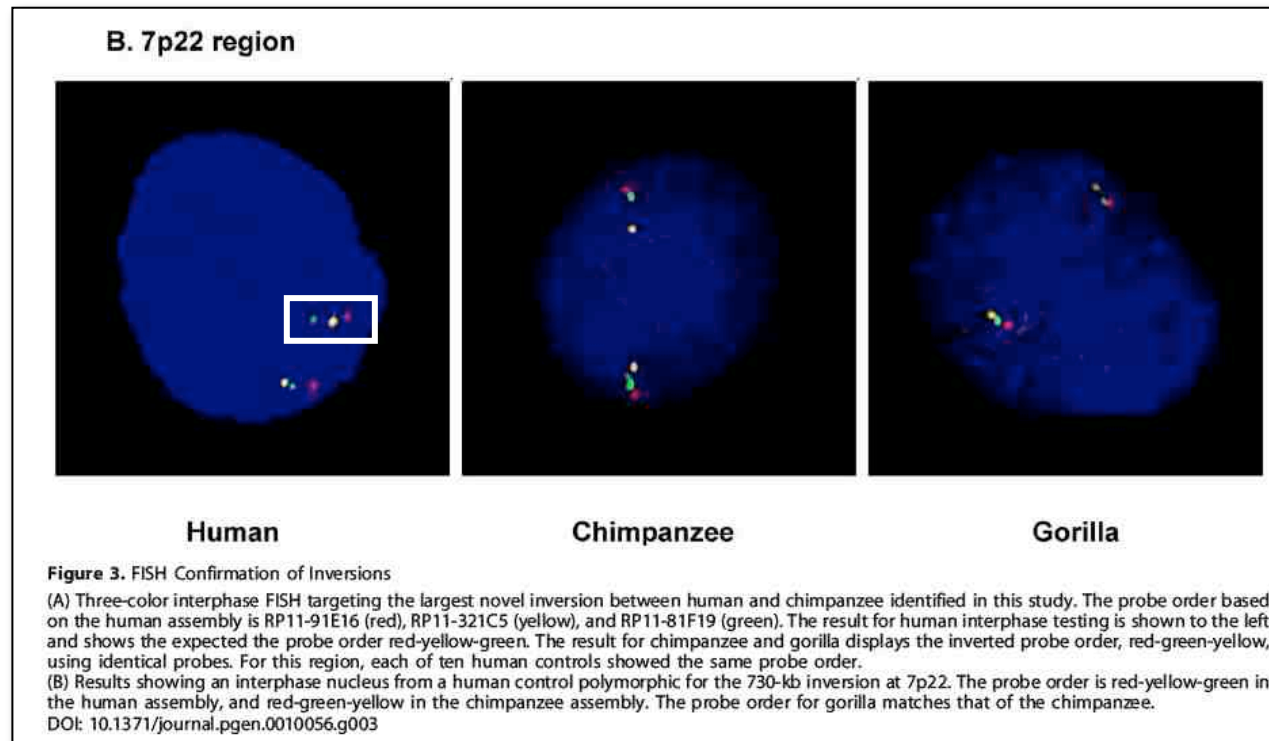 B. 7p22 region
Human
Chimpanzee
Gorilla
Figure 3. FISH Confirmation of Inversions
(A) Three-color interphase FISH targeting the largest novel inversion between human and chimpanzee identified in this study. The probe order based
on the human assembly is RP11-91E16 (red), RP11-321C5 (yellow), and RP11-81F19 (green). The result for human interphase testing is shown to the left
and shows the expected the probe order red-yellow-green. The result for chimpanzee and gorilla displays the inverted probe order, red-green-yellow,
using identical probes. For this region, each of ten human controls showed the same probe order.
(B) Results showing an interphase nucleus from a human control polymorphic for the 730-kb inversion at 7p22. The probe order is red-yellow-green in
the human assembly, and red-green-yellow in the chimpanzee assembly. The probe order for gorilla matches that of the chimpanzee.
DOI: 10.1371/journal.pgen.0010056.g003